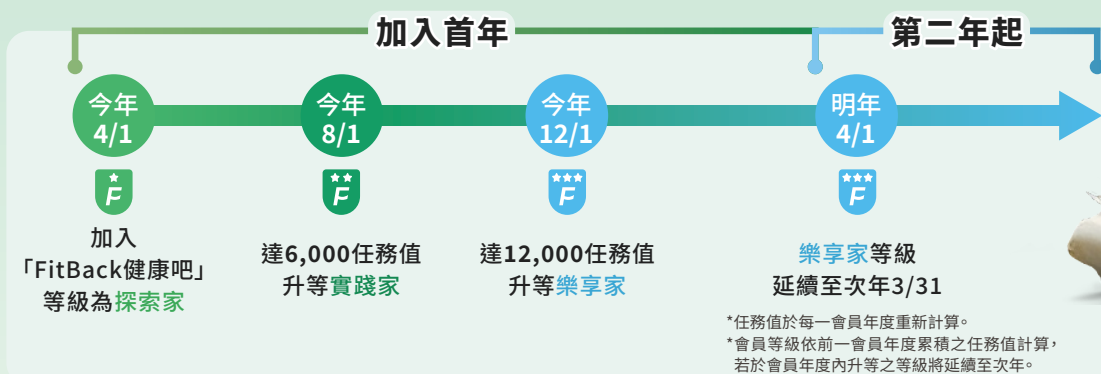 加入首年
第二年起
今年
4/1
今年
8/1
今年
12/1
明年
4/1
F
F
F
F
加入
「FitBack健康吧」
等級為探索家
達6,000任務值
升等實踐家
達12,000任務值
升等樂享家
樂享家等級
延續至次年3/31
*任務值於每一會員年度重新計算。
*會員等級依前一會員年度累積之任務值計算，
若於會員年度內升等之等級將延續至次年。